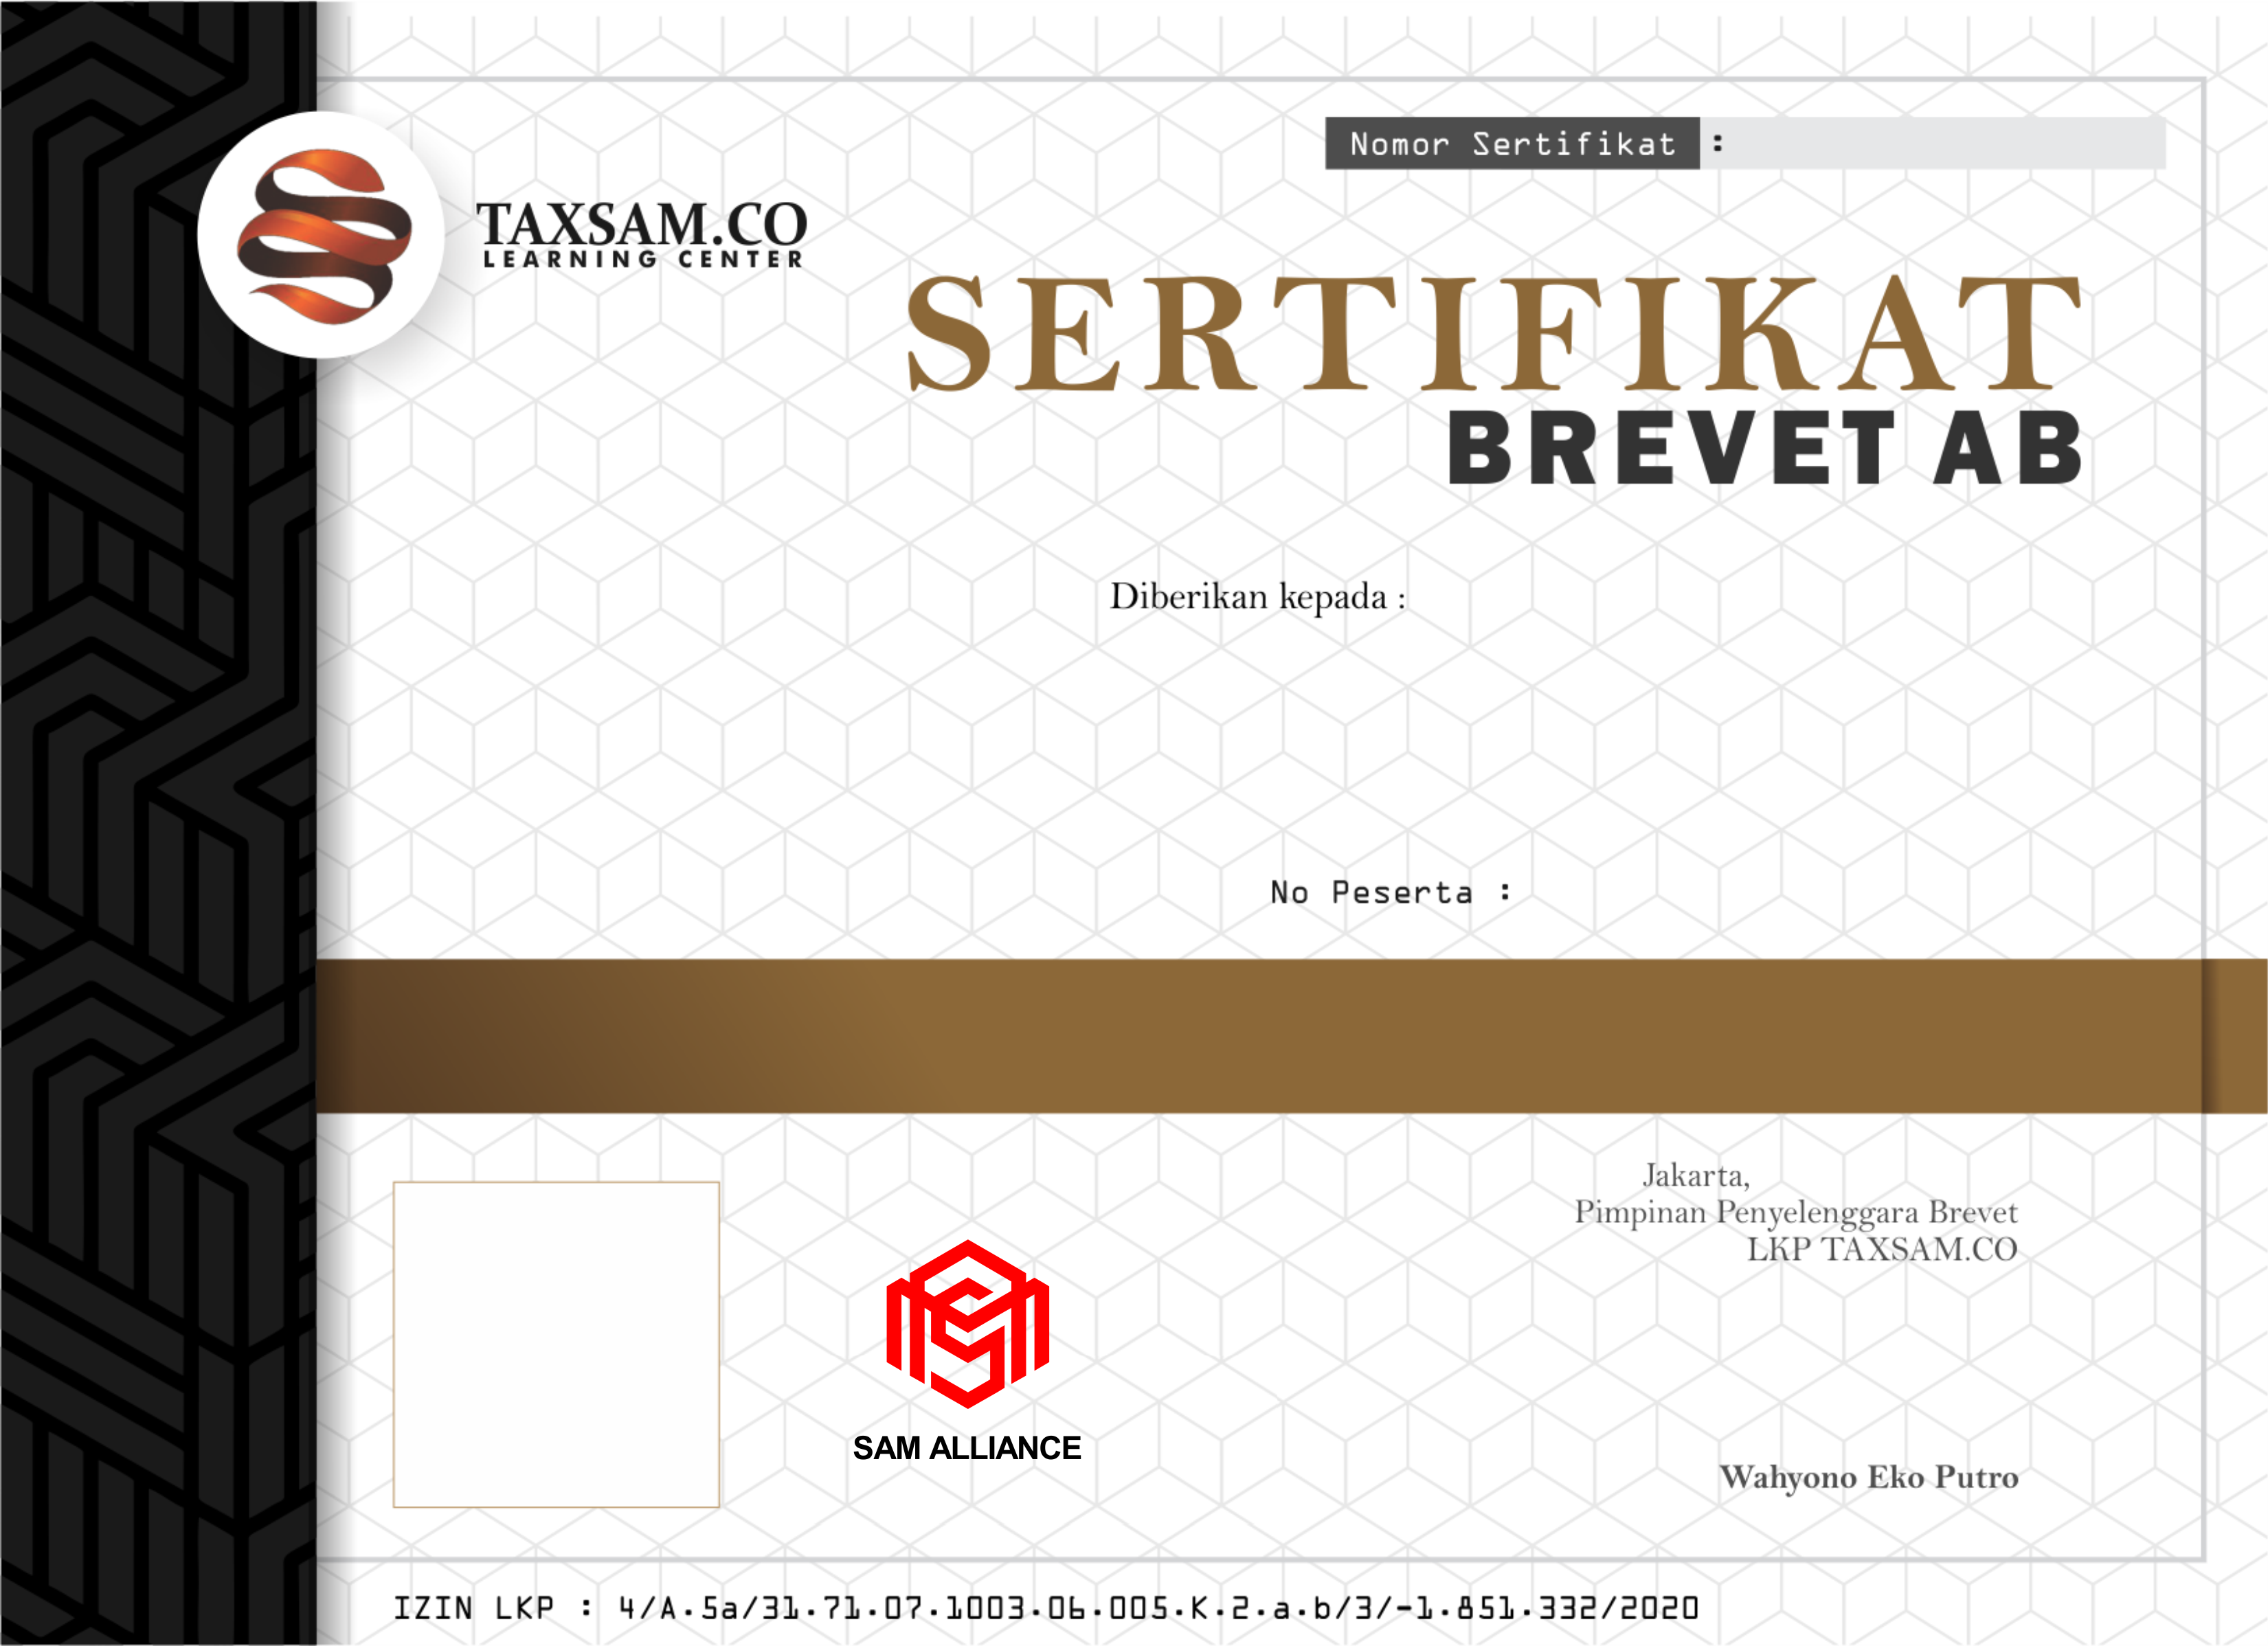 Nomor Sertifikat :
TAXSAM.CO
LEARNING CENTER
SERTIFIKAT
BREVET AB
Diberikan kepada :
No Peserta :
Jakarta,
Pimpinan Penyelenggara Brevet
LKP TAXSAM.CO
SAM ALLIANCE
Wahyono Eko Putro
IZIN LKP : 4/A.5a/31.71.07.1003.06.005.K.2.a.b/3/-1.851.332/2020